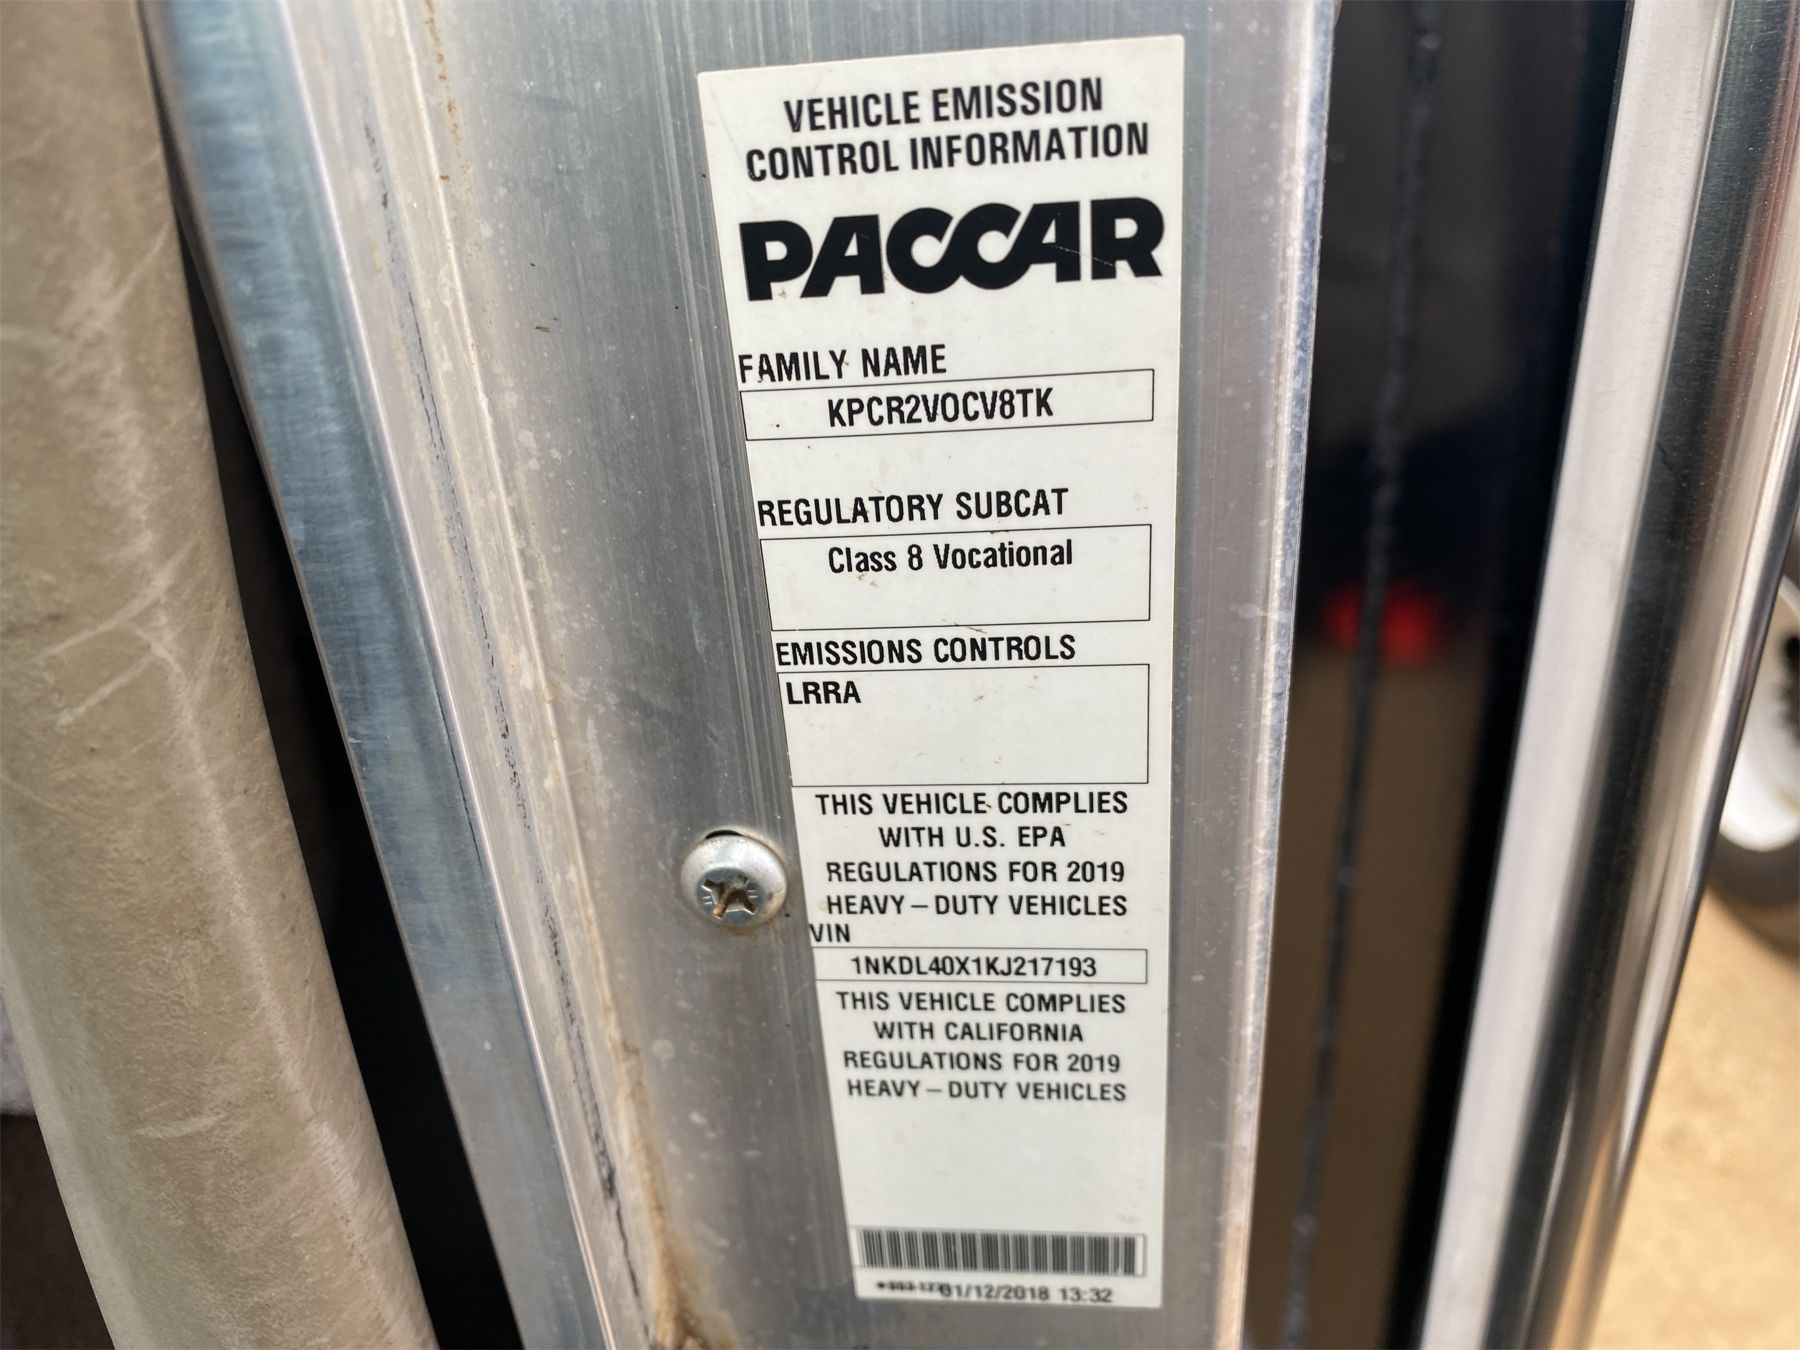 VEHICLE EMISSION
CONTROL INFORMATION
PACCAR
FAMILY NAME
KPCR2VOCV8TK
REGULATORY SUBCAT
Class 8 Vocational
EMISSIONS CONTROLS
LRRA
THIS VEHICLE COMPLIES
WITH U.S. EPA
REGULATIONS FOR 2019
HEAVY–DUTY VEHICLES
VIN
1NKDL40X1KJ217193
THIS VEHICLE COMPLIES
WITH CALIFORNIA
REGULATIONS FOR 2019
HEAVY–DUTY VEHICLES
01/12/2018 13:32